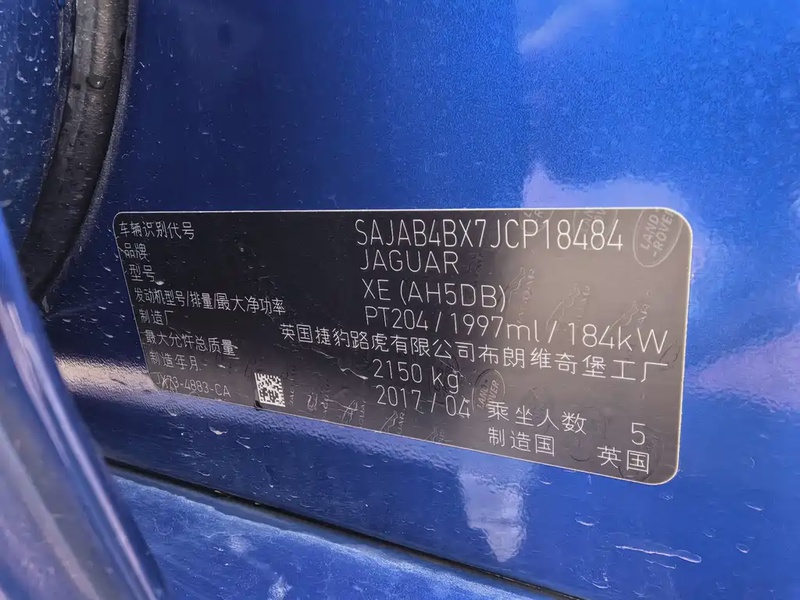 车辆识别代号 SAJAB4BX7JCP18484
品牌 JAGUAR
型号 XE (AH5DB)
发动机型号/排量/最大净功率 PT204 / 1997ml / 184kW
制造厂 英国捷豹路虎有限公司布朗维奇堡工厂
最大允许总质量 2150 kg
制造年月 2017 / 04 乘坐人数 5
制造国 英国
LAND-ROVER